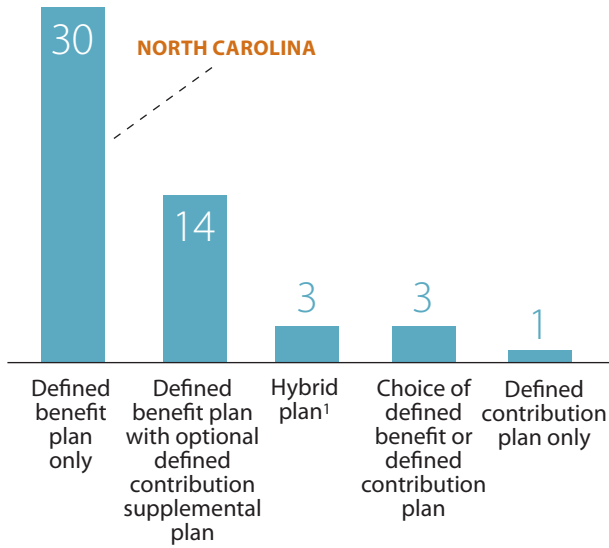 30
NORTH CAROLINA
14
3
3
1
Defined
benefit
plan
only
Defined
benefit plan
with optional
defined
contribution
supplemental
plan
Hybrid
plan¹
Choice of
defined
benefit or
defined
contribution
plan
Defined
contribution
plan only